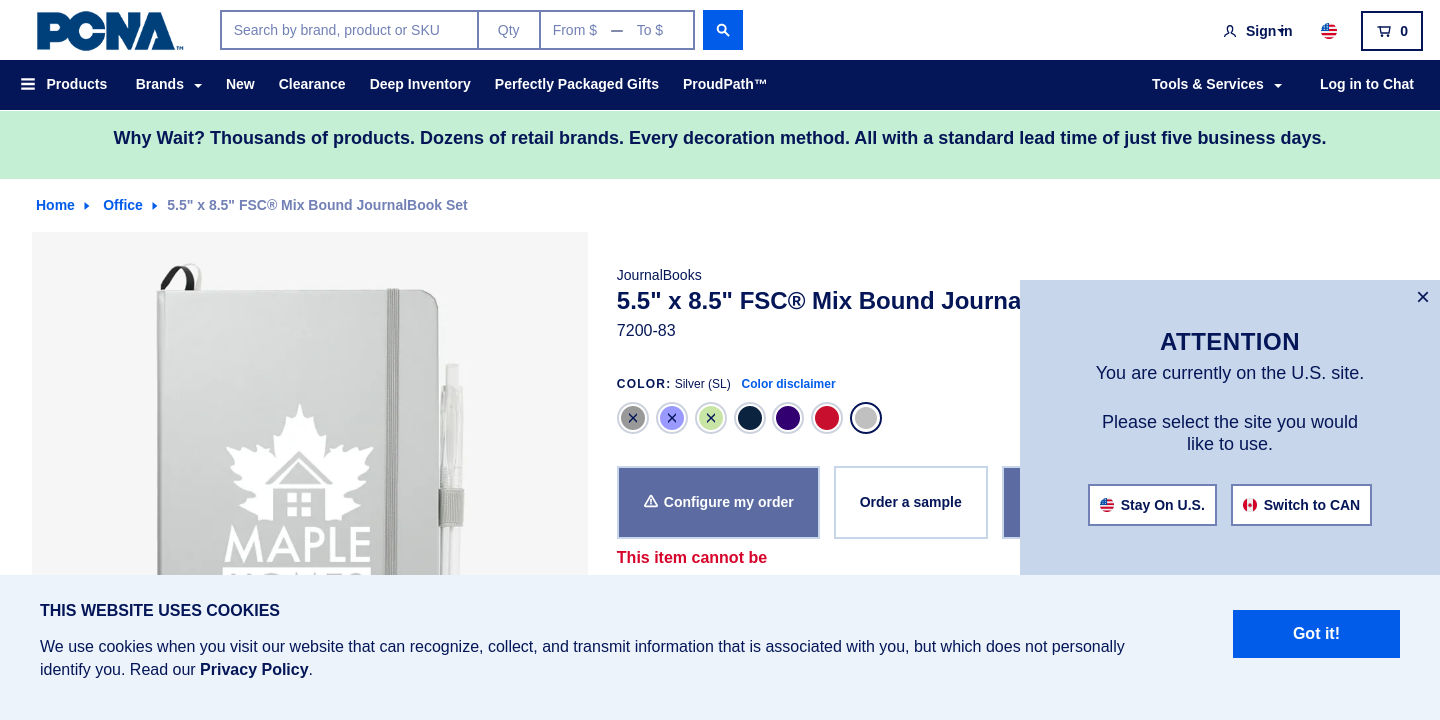 PCNA™
Search by brand, product or SKU
Qty
From $ — To $
Sign in
0
Products
Brands
New
Clearance
Deep Inventory
Perfectly Packaged Gifts
ProudPath™
Tools & Services
Log in to Chat
Why Wait? Thousands of products. Dozens of retail brands. Every decoration method. All with a standard lead time of just five business days.
Home
Office
5.5" x 8.5" FSC® Mix Bound JournalBook Set
MAPLE
JournalBooks
5.5" x 8.5" FSC® Mix Bound Journa
7200-83
COLOR: Silver (SL) Color disclaimer
Configure my order
Order a sample
This item cannot be
×
ATTENTION
You are currently on the U.S. site.
Please select the site you would
like to use.
Stay On U.S.
Switch to CAN
THIS WEBSITE USES COOKIES
We use cookies when you visit our website that can recognize, collect, and transmit information that is associated with you, but which does not personally
identify you. Read our Privacy Policy.
Got it!